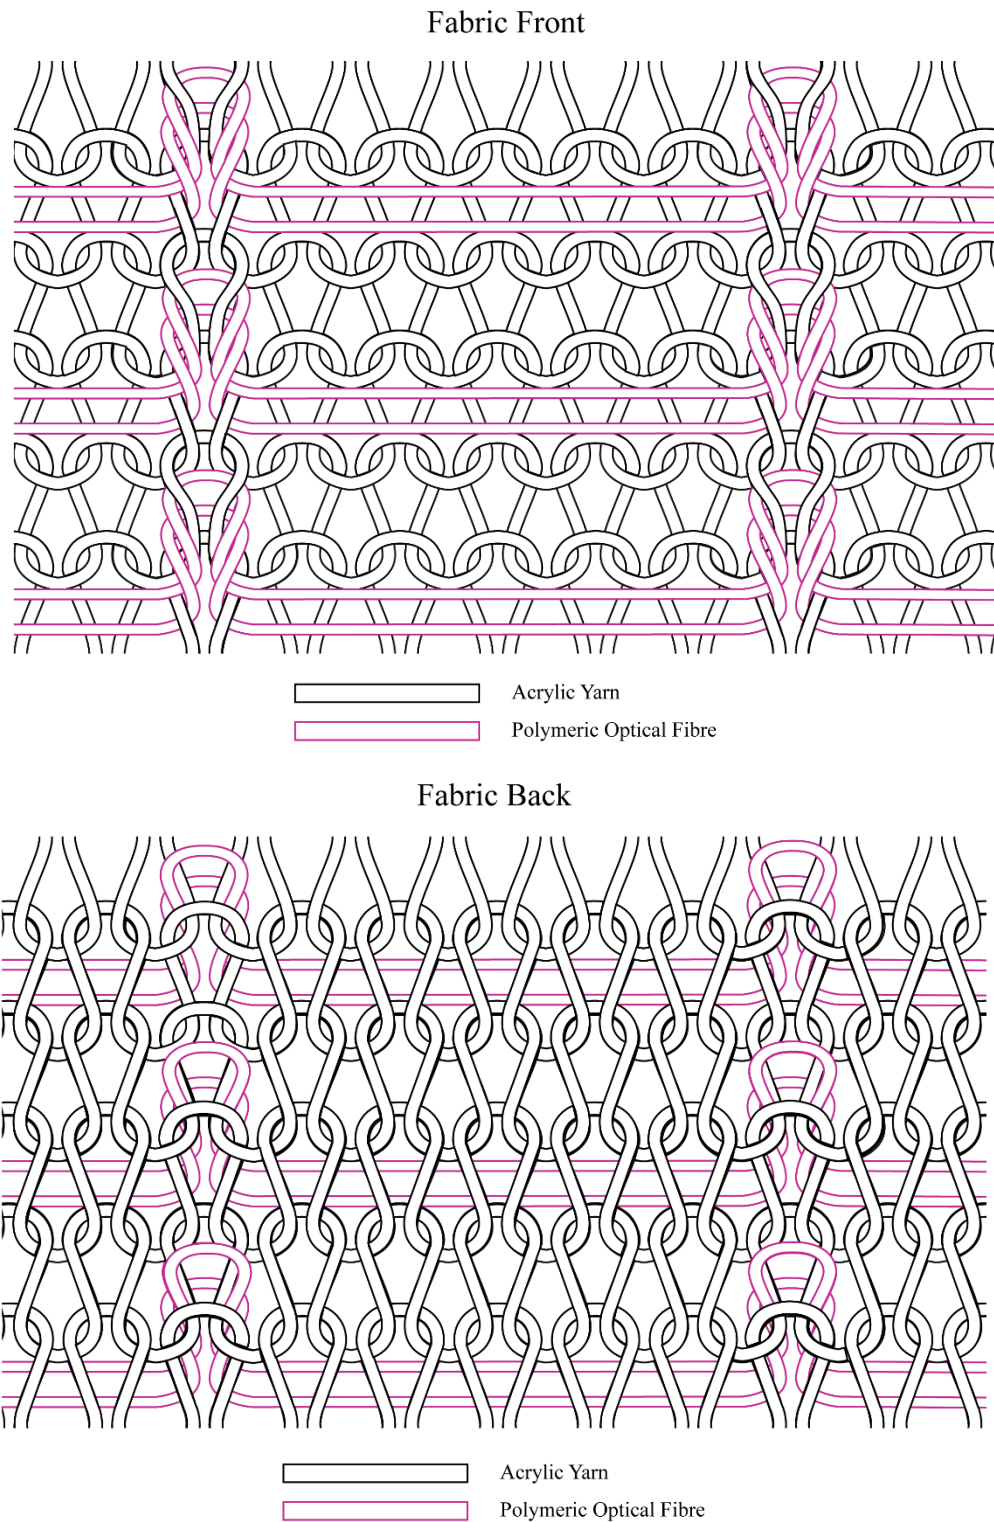 Fabric Front
Acrylic Yarn
Polymeric Optical Fibre
Fabric Back
Acrylic Yarn
Polymeric Optical Fibre